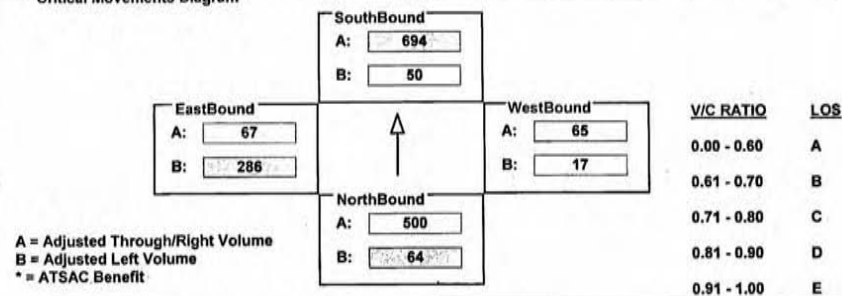 Critical Movements Diagram
SouthBound
A: 694
B: 50
EastBound
A: 67
B: 286
WestBound
A: 65
B: 17
NorthBound
A: 500
B: 64
A = Adjusted Through/Right Volume
B = Adjusted Left Volume
* = ATSAC Benefit
V/C RATIO LOS
0.00 - 0.60 A
0.61 - 0.70 B
0.71 - 0.80 C
0.81 - 0.90 D
0.91 - 1.00 E